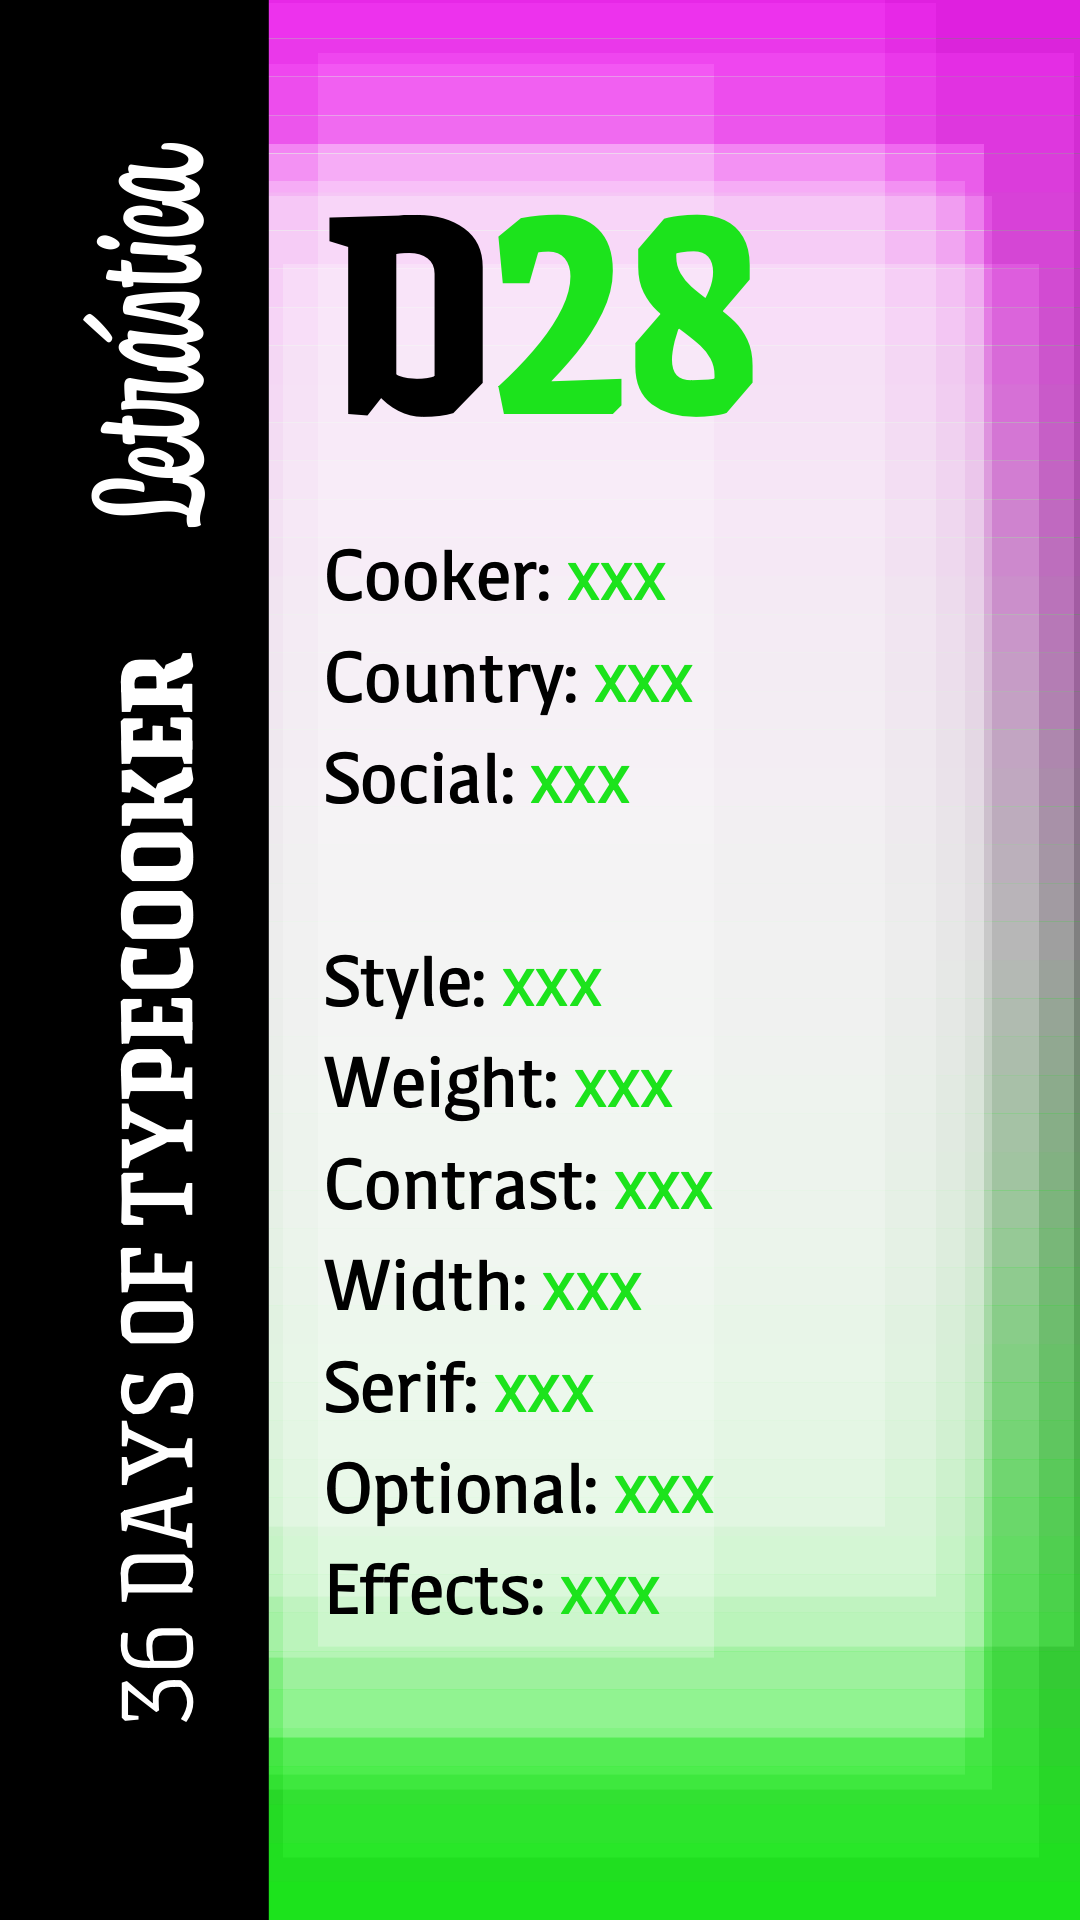 Letrástica
36 DAYS OF TYPECOOKER
D28
Cooker: xxx
Country: xxx
Social: xxx
Style: xxx
Weight: xxx
Contrast: xxx
Width: xxx
Serif: xxx
Optional: xxx
Effects: xxx